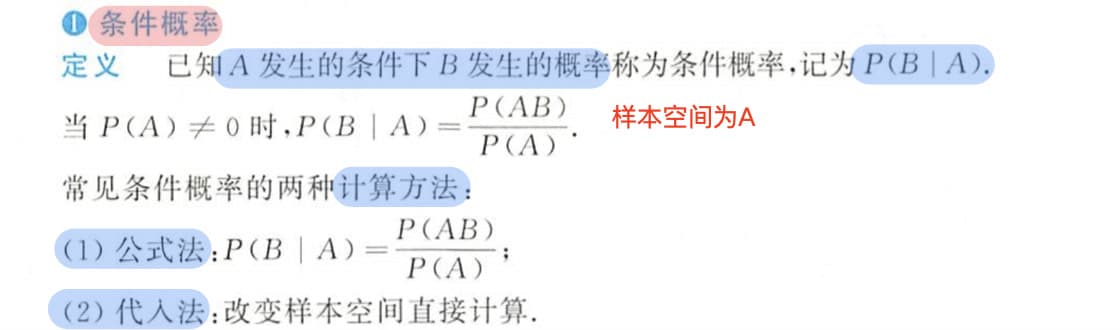 ❶ 条件概率
定义 已知 A 发生的条件下 B 发生的概率称为条件概率,记为 P(B | A).
当 P(A) ≠ 0 时,P(B | A)=P(AB)/P(A). 样本空间为A
常见条件概率的两种计算方法:
(1) 公式法:P(B | A)=P(AB)/P(A);
(2) 代入法:改变样本空间直接计算.